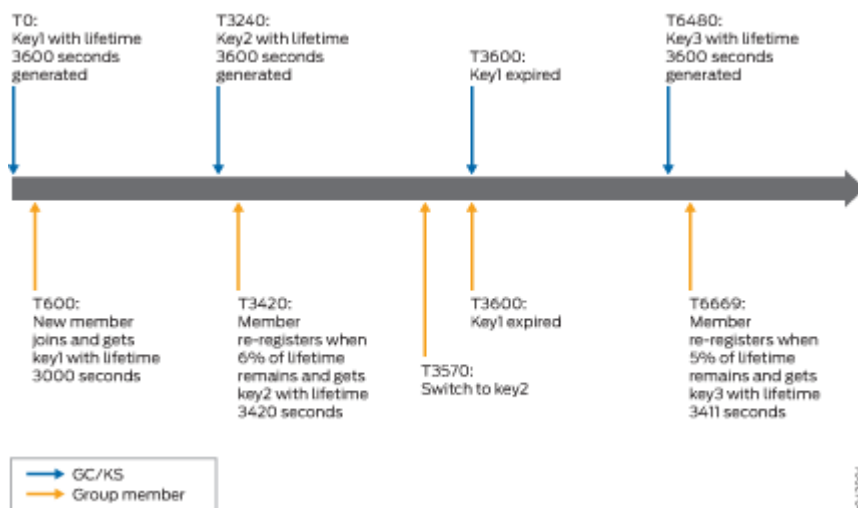 T0:
Key1 with lifetime
3600 seconds
generated
T3240:
Key2 with lifetime
3600 seconds
generated
T3600:
Key1 expired
T6480:
Key3 with lifetime
3600 seconds
generated
T600:
New member
joins and gets
key1 with lifetime
3000 seconds
T3420:
Member
re-registers when
6% of lifetime
remains and gets
key2 with lifetime
3420 seconds
T3570:
Switch to key2
T3600:
Key1 expired
T6669:
Member
re-registers when
5% of lifetime
remains and gets
key3 with lifetime
3411 seconds
GC/KS
Group member